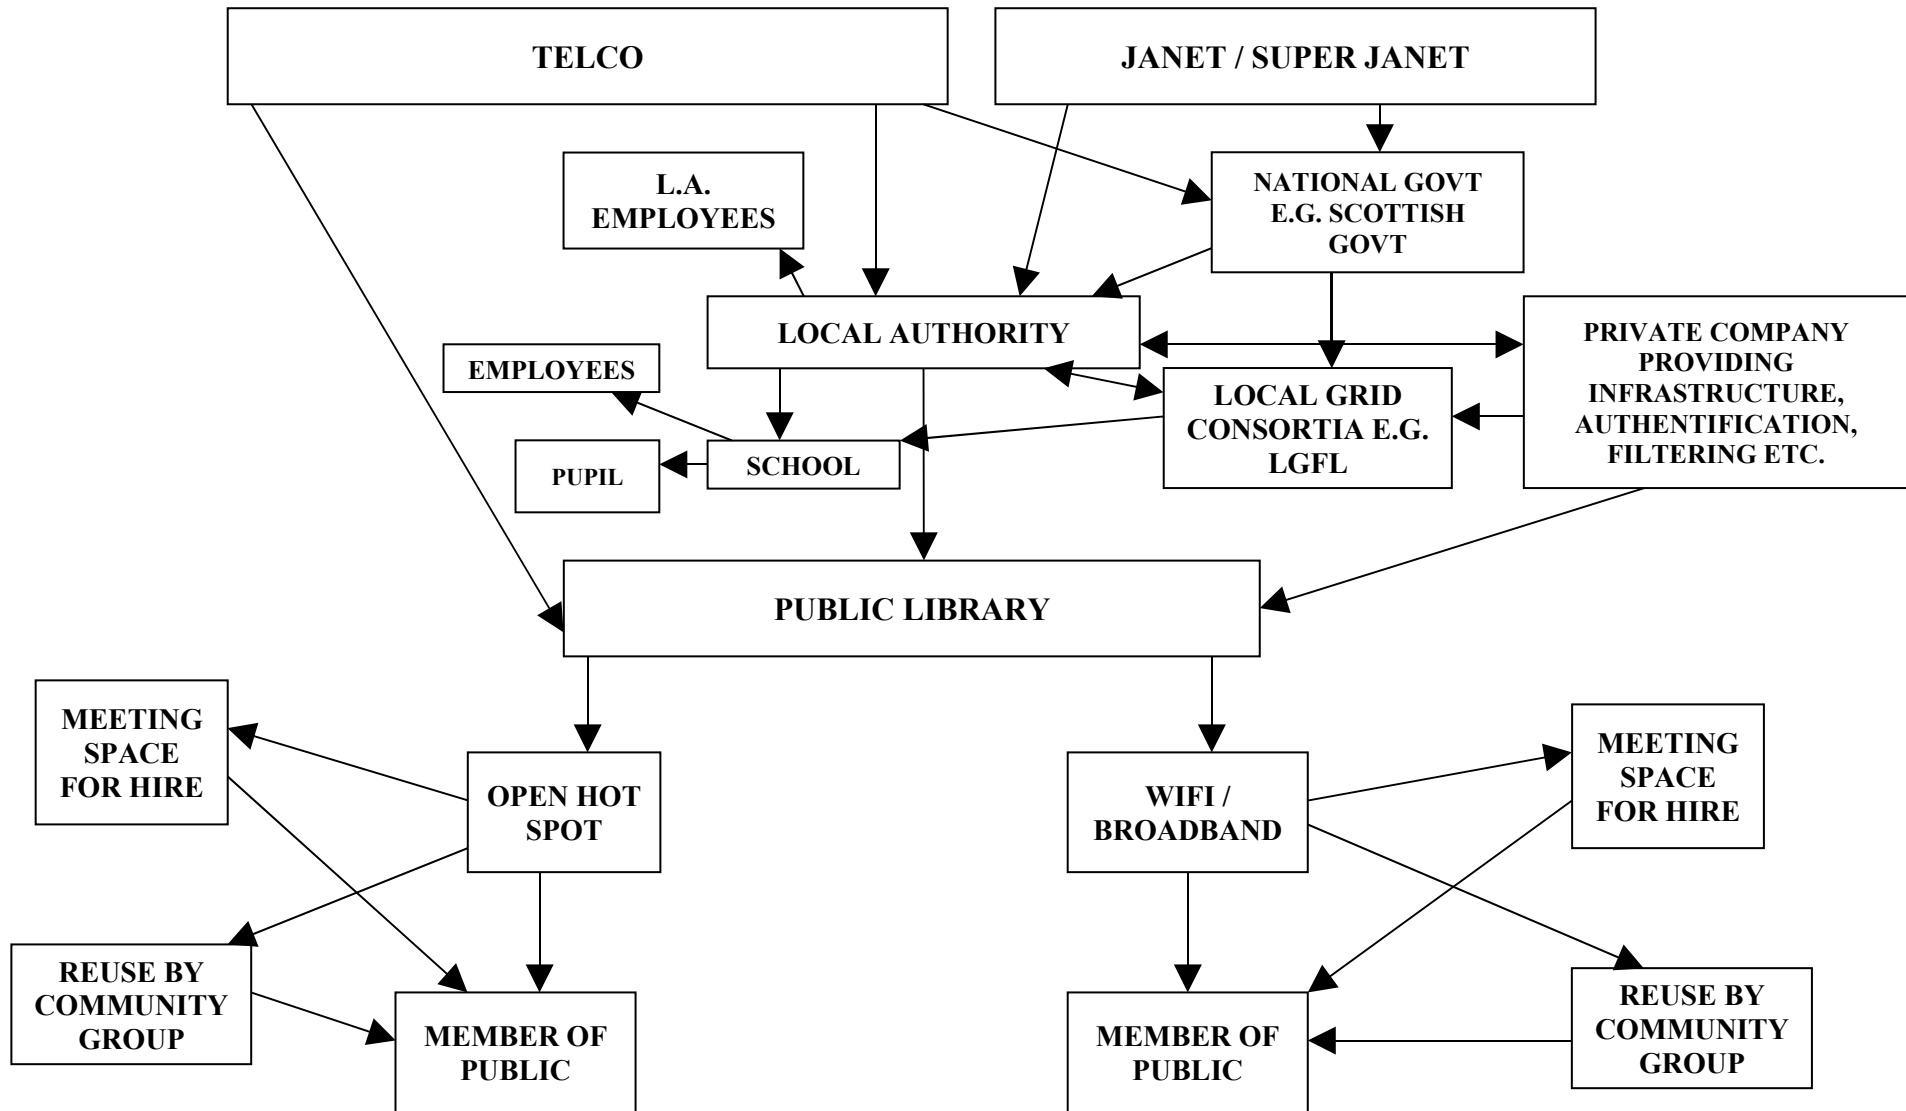 TELCO
JANET / SUPER JANET
L.A.
EMPLOYEES
NATIONAL GOVT
E.G. SCOTTISH
GOVT
LOCAL AUTHORITY
PRIVATE COMPANY
PROVIDING
INFRASTRUCTURE,
AUTHENTIFICATION,
FILTERING ETC.
EMPLOYEES
LOCAL GRID
CONSORTIA E.G.
LGFL
PUPIL
SCHOOL
PUBLIC LIBRARY
MEETING
SPACE
FOR HIRE
OPEN HOT
SPOT
WIFI /
BROADBAND
MEETING
SPACE
FOR HIRE
REUSE BY
COMMUNITY
GROUP
MEMBER OF
PUBLIC
MEMBER OF
PUBLIC
REUSE BY
COMMUNITY
GROUP